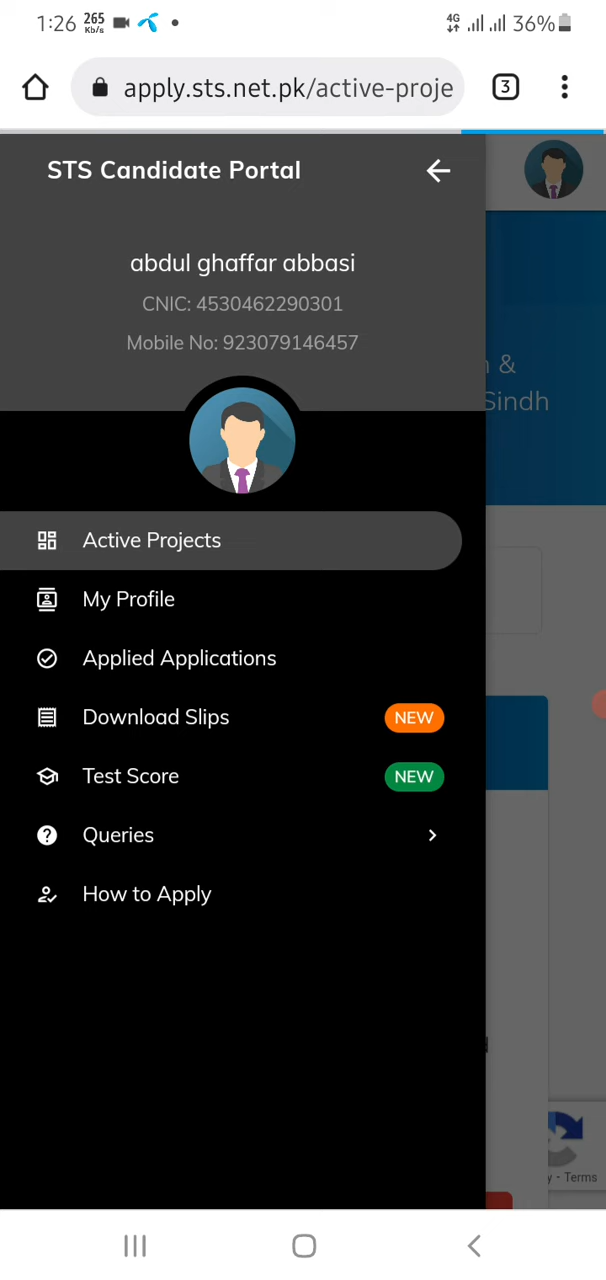 1:26 265 Kb/s 4G 36%
apply.sts.net.pk/active-proje 3
STS Candidate Portal
abdul ghaffar abbasi
CNIC: 4530462290301
Mobile No: 923079146457
&
Sindh
Active Projects
My Profile
Applied Applications
Download Slips NEW
Test Score NEW
Queries
How to Apply
- Terms